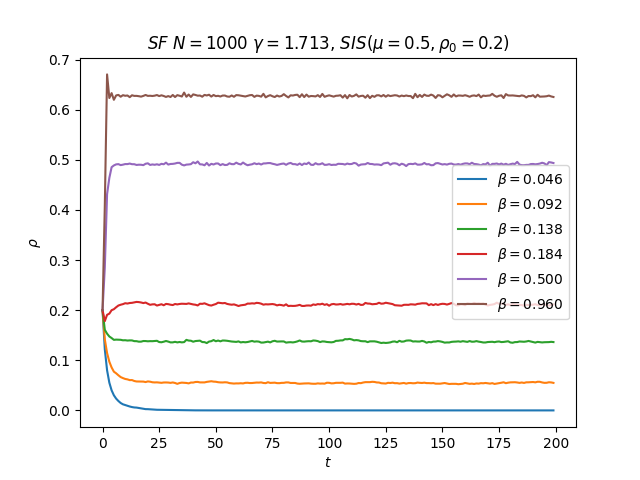 SF N = 1000 γ = 1.713, SIS(μ = 0.5, ρ₀ = 0.2)
0.7
0.6
0.5
0.4
0.3
0.2
0.1
0.0
ρ
β = 0.046
β = 0.092
β = 0.138
β = 0.184
β = 0.500
β = 0.960
0 25 50 75 100 125 150 175 200
t